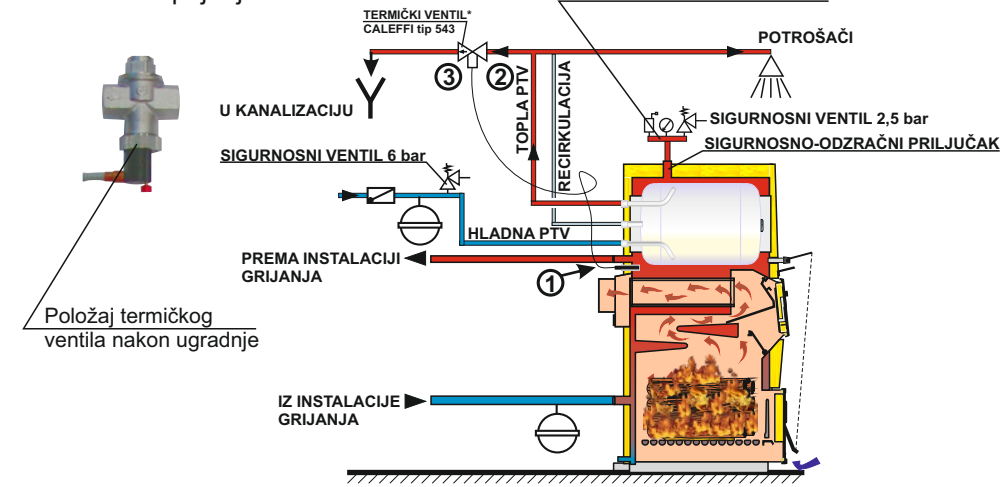 TERMIČKI VENTIL*
CALEFFI tip 543
POTROŠAČI
3
2
U KANALIZACIJU
TOPLA PTV
RECIRKULACIJA
SIGURNOSNI VENTIL 2,5 bar
SIGURNOSNO-ODZRAČNI PRILJUČAK
SIGURNOSNI VENTIL 6 bar
HLADNA PTV
PREMA INSTALACIJI
GRIJANJA
1
Položaj termičkog
ventila nakon ugradnje
IZ INSTALACIJE
GRIJANJA